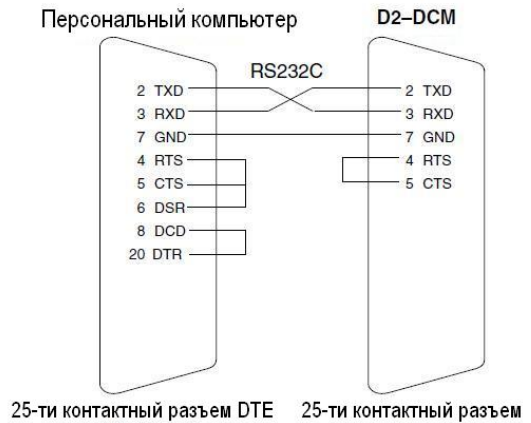 Персональный компьютер D2–DCM
RS232C
2 TXD 2 TXD
3 RXD 3 RXD
7 GND 7 GND
4 RTS 4 RTS
5 CTS 5 CTS
6 DSR
8 DCD
20 DTR
25-ти контактный разъем DTE 25-ти контактный разъем